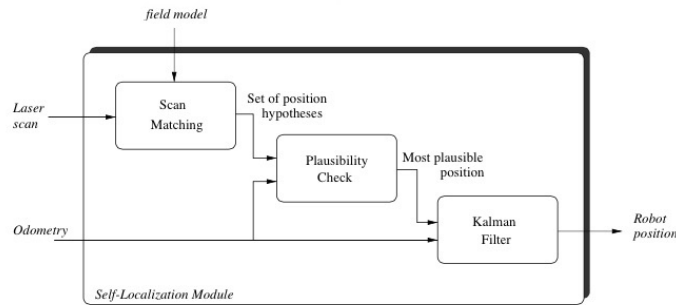 field model
Laser
scan
Scan
Matching
Set of position
hypotheses
Plausibility
Check
Most plausible
position
Odometry
Kalman
Filter
Robot
position
Self-Localization Module